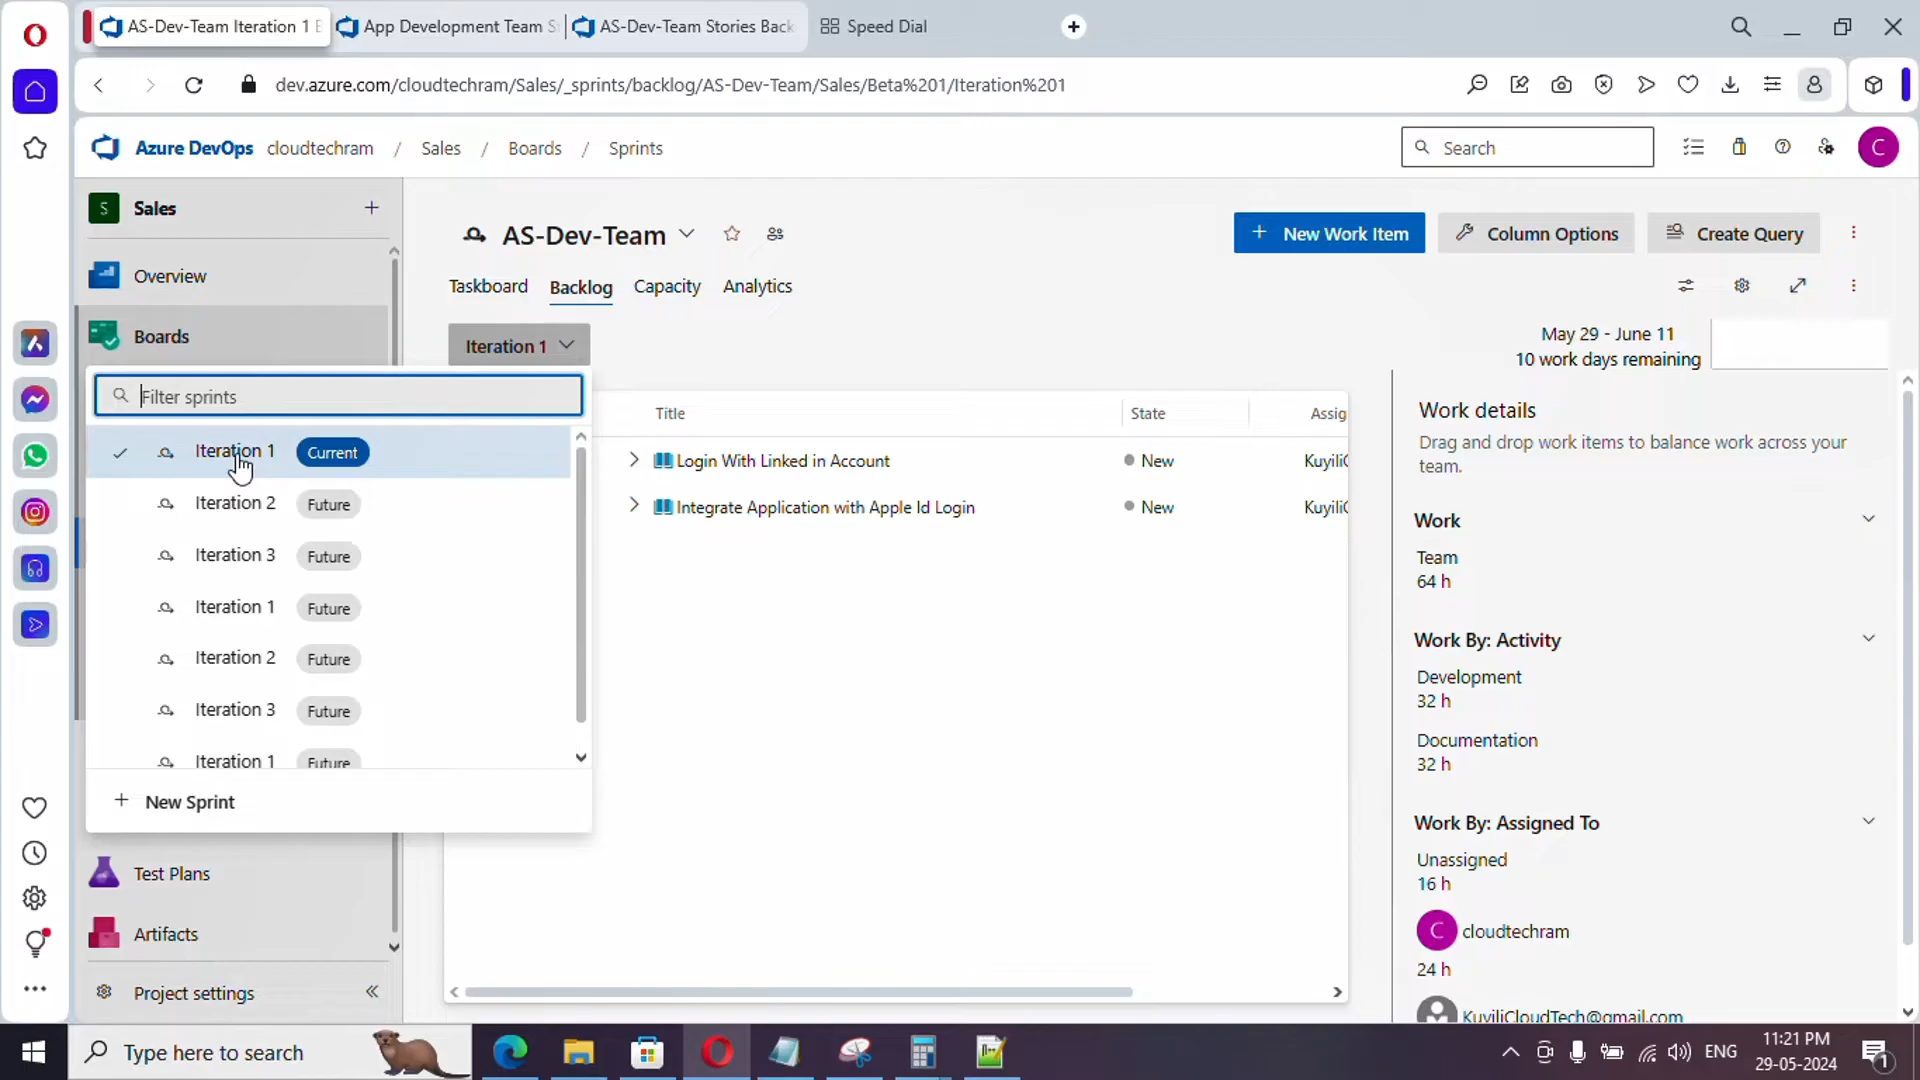 AS-Dev-Team Iteration 1 B
App Development Team S
AS-Dev-Team Stories Back
Speed Dial
dev.azure.com/cloudtechram/Sales/_sprints/backlog/AS-Dev-Team/Sales/Beta%201/Iteration%201
Azure DevOps cloudtechram / Sales / Boards / Sprints
Search
C
S Sales
Overview
Boards
AS-Dev-Team
New Work Item
Column Options
Create Query
Taskboard
Backlog
Capacity
Analytics
Iteration 1
May 29 - June 11
10 work days remaining
Filter sprints
Iteration 1 Current
Iteration 2 Future
Iteration 3 Future
Iteration 1 Future
Iteration 2 Future
Iteration 3 Future
Iteration 1 Future
New Sprint
Test Plans
Artifacts
Project settings
Title State Assig
Login With Linked in Account New
Integrate Application with Apple Id Login New
Work details
Drag and drop work items to balance work across your
team.
Work
Team
64 h
Work By: Activity
Development
32 h
Documentation
32 h
Work By: Assigned To
Unassigned
16 h
C cloudtechram
24 h
KuyiliCloudTech@gmail.com
Type here to search
ENG
11:21 PM
29-05-2024
1